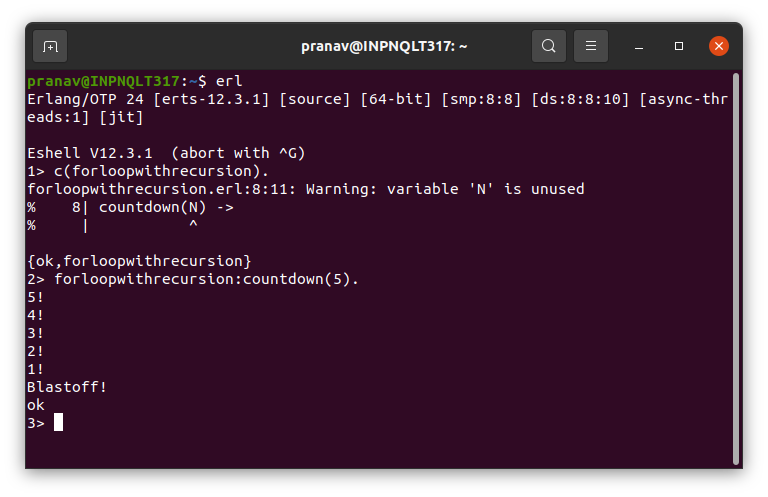 pranav@INPNQLT317: ~
pranav@INPNQLT317:~$ erl
Erlang/OTP 24 [erts-12.3.1] [source] [64-bit] [smp:8:8] [ds:8:8:10] [async-thr
eads:1] [jit]
Eshell V12.3.1  (abort with ^G)
1> c(forloopwithrecursion).
forloopwithrecursion.erl:8:11: Warning: variable 'N' is unused
%    8| countdown(N) ->
%     |           ^
{ok,forloopwithrecursion}
2> forloopwithrecursion:countdown(5).
5!
4!
3!
2!
1!
Blastoff!
ok
3>